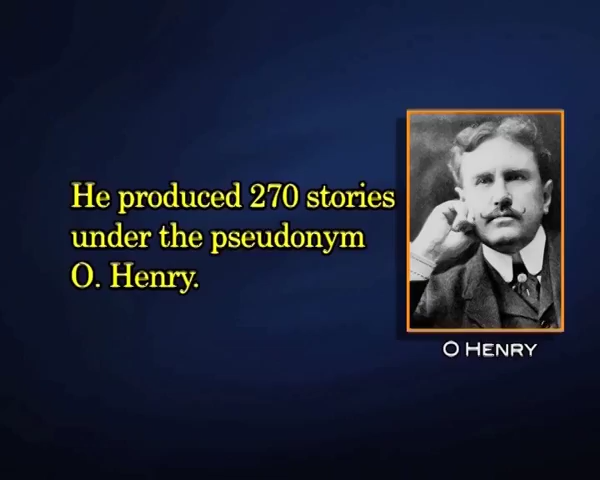 He produced 270 stories
under the pseudonym
O. Henry.
O HENRY